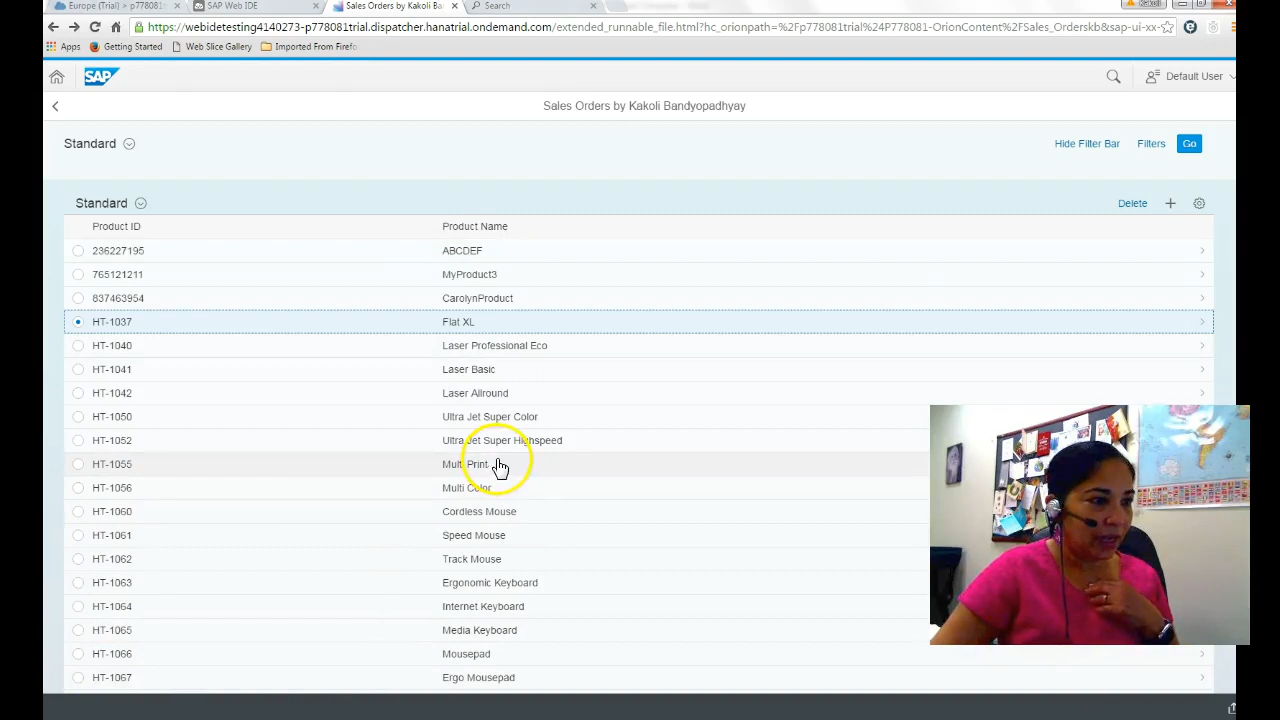 Europe (Trial) > p778081
SAP Web IDE
Sales Orders by Kakoli Ba
Search
https://webidetesting4140273-p778081trial.dispatcher.hanatrial.ondemand.com/extended_runnable_file.html?hc_orionpath=%2Fp778081trial%24P778081-OrionContent%2FSales_Orderskb&sap-ui-xx-
Apps
Getting Started
Web Slice Gallery
Imported From Firefo
SAP
Default User
Sales Orders by Kakoli Bandyopadhyay
Standard
Hide Filter Bar
Filters
Go
Standard
Delete
Product ID Product Name
236227195 ABCDEF
765121211 MyProduct3
837463954 CarolynProduct
HT-1037 Flat XL
HT-1040 Laser Professional Eco
HT-1041 Laser Basic
HT-1042 Laser Allround
HT-1050 Ultra Jet Super Color
HT-1052 Ultra Jet Super Highspeed
HT-1055 Multi Print
HT-1056 Multi Color
HT-1060 Cordless Mouse
HT-1061 Speed Mouse
HT-1062 Track Mouse
HT-1063 Ergonomic Keyboard
HT-1064 Internet Keyboard
HT-1065 Media Keyboard
HT-1066 Mousepad
HT-1067 Ergo Mousepad